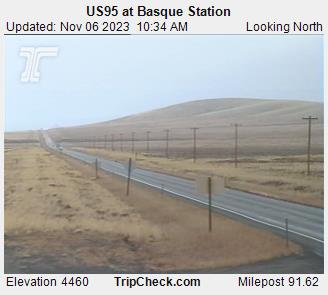 US95 at Basque Station
Updated: Nov 06 2023 10:34 AM Looking North
Elevation 4460 TripCheck.com Milepost 91.62